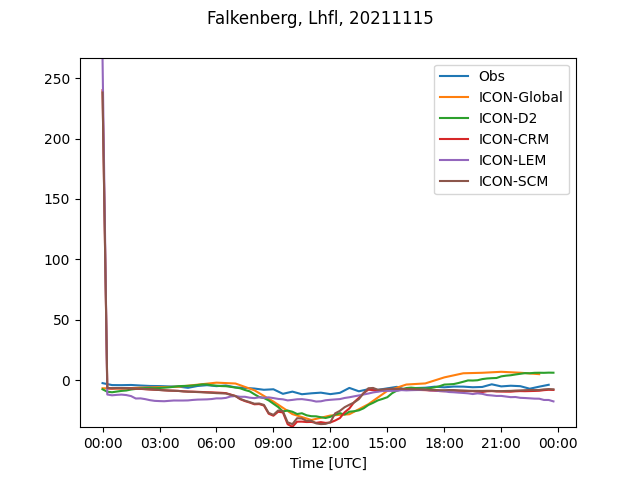 Falkenberg, Lhfl, 20211115
250
200
150
100
50
0
Obs
ICON-Global
ICON-D2
ICON-CRM
ICON-LEM
ICON-SCM
00:00 03:00 06:00 09:00 12:00 15:00 18:00 21:00 00:00
Time [UTC]